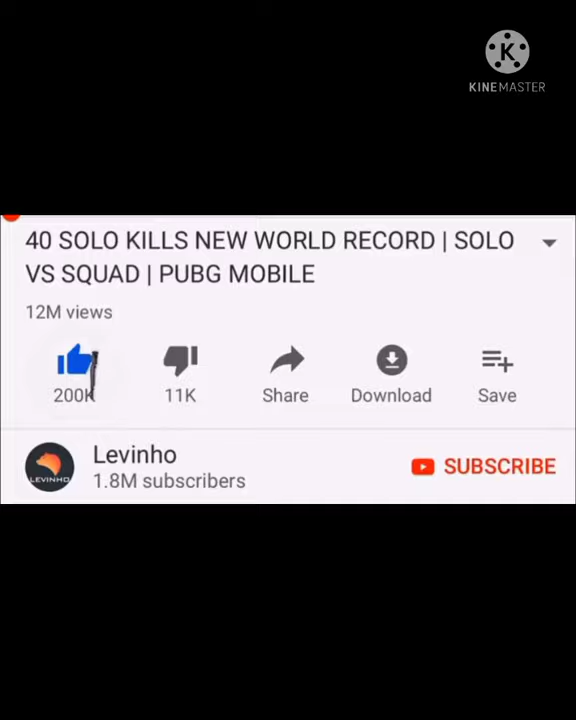 K
KINEMASTER
40 SOLO KILLS NEW WORLD RECORD | SOLO
VS SQUAD | PUBG MOBILE
12M views
200K 11K Share Download Save
LEVINHO
Levinho
1.8M subscribers
SUBSCRIBE